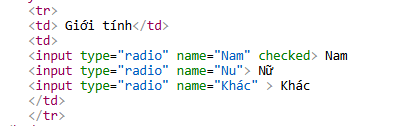 <tr>
<td> Giới tính</td>
<td>
<input type="radio" name="Nam" checked> Nam
<input type="radio" name="Nu"> Nữ
<input type="radio" name="Khác" > Khác
</td>
</tr>